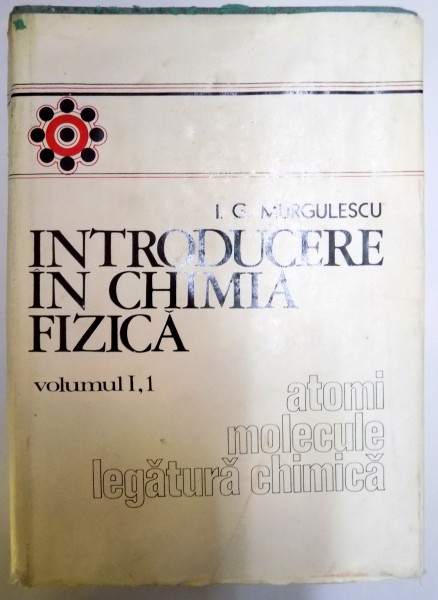 I. G. MURGULESCU
INTRODUCERE
ÎN CHIMIA
FIZICĂ
volumul I,1
atomi
molecule
legătură chimică